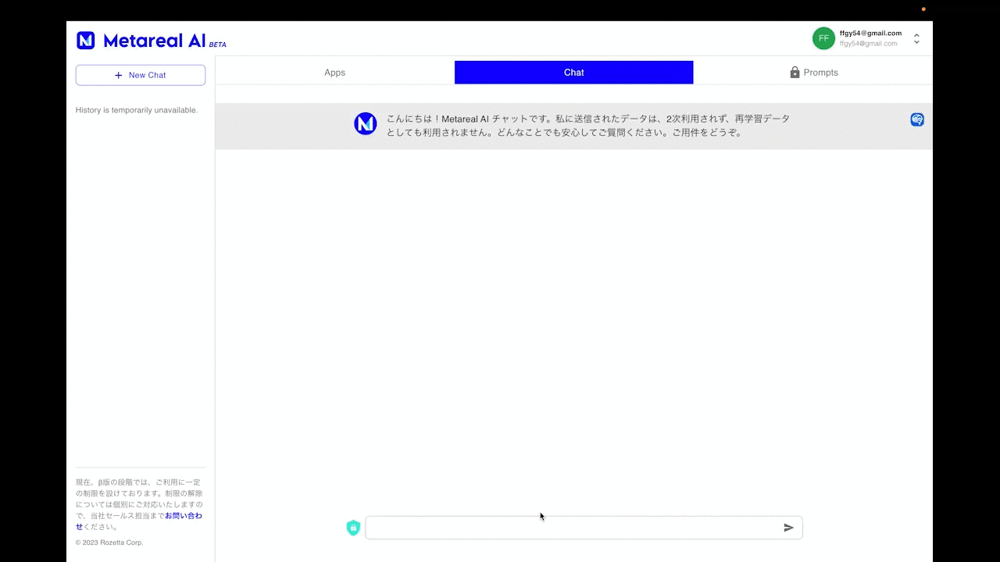 Metareal AI BETA
FF
ffgy54@gmail.com
ffgy54@gmail.com
+ New Chat
Apps
Chat
Prompts
History is temporarily unavailable.
こんにちは！Metareal AI チャットです。私に送信されたデータは、2次利用されず、再学習データ
としても利用されません。どんなことでも安心してご質問ください。ご用件をどうぞ。
現在、β版の段階では、ご利用に一定
の制限を設けております。制限の解除
については個別にご対応いたしますの
で、当社セールス担当までお問い合わ
せください。
© 2023 Rozetta Corp.